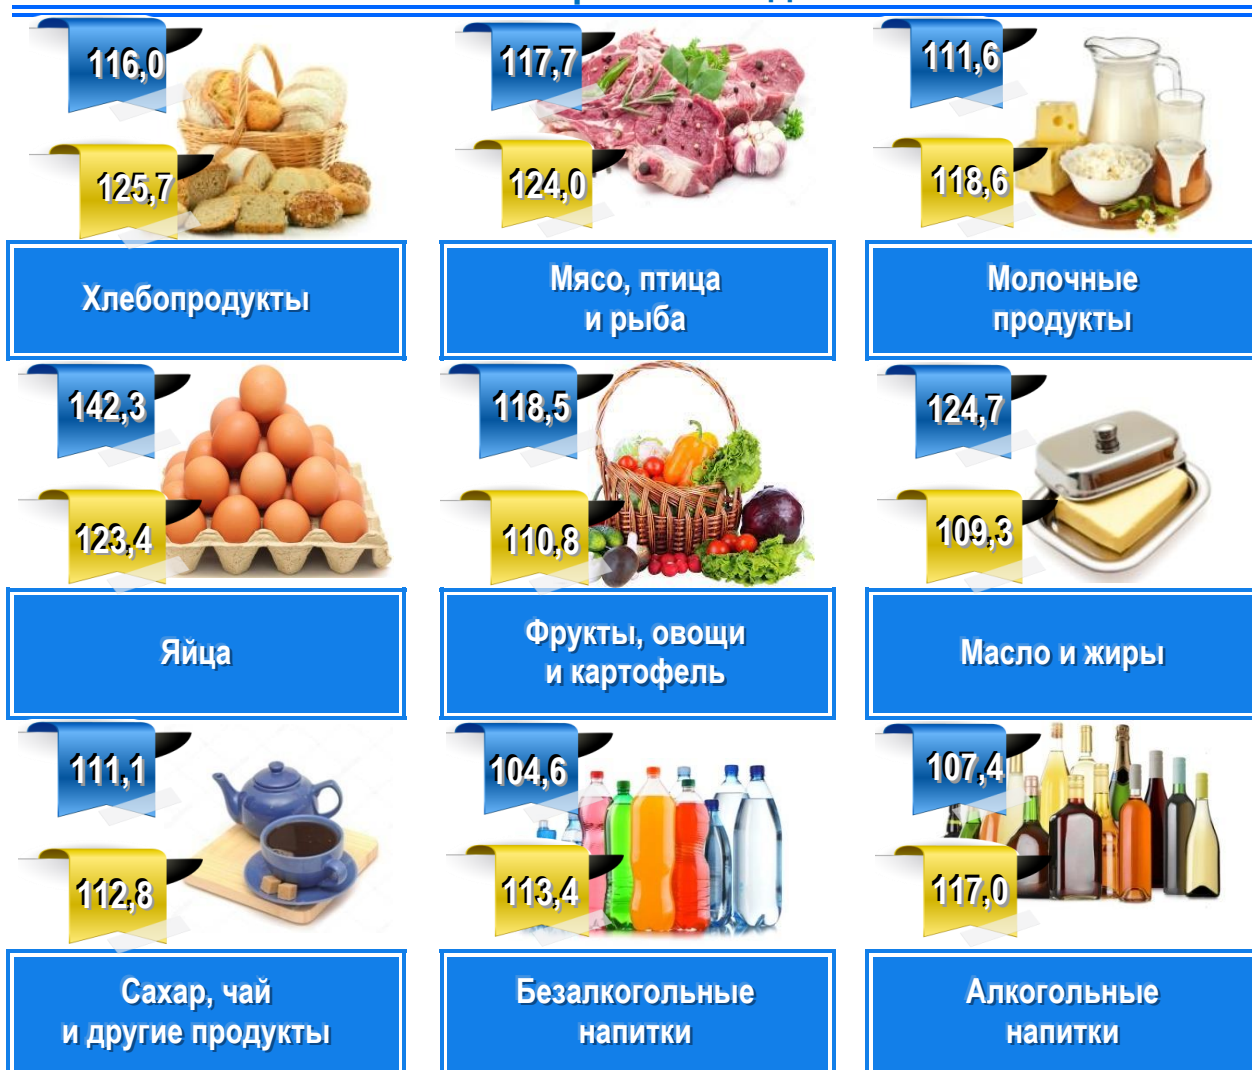 116,0
125,7
Хлебопродукты
117,7
124,0
Мясо, птица
и рыба
111,6
118,6
Молочные
продукты
142,3
123,4
Яйца
118,5
110,8
Фрукты, овощи
и картофель
124,7
109,3
Масло и жиры
111,1
112,8
Сахар, чай
и другие продукты
104,6
113,4
Безалкогольные
напитки
107,4
117,0
Алкогольные
напитки